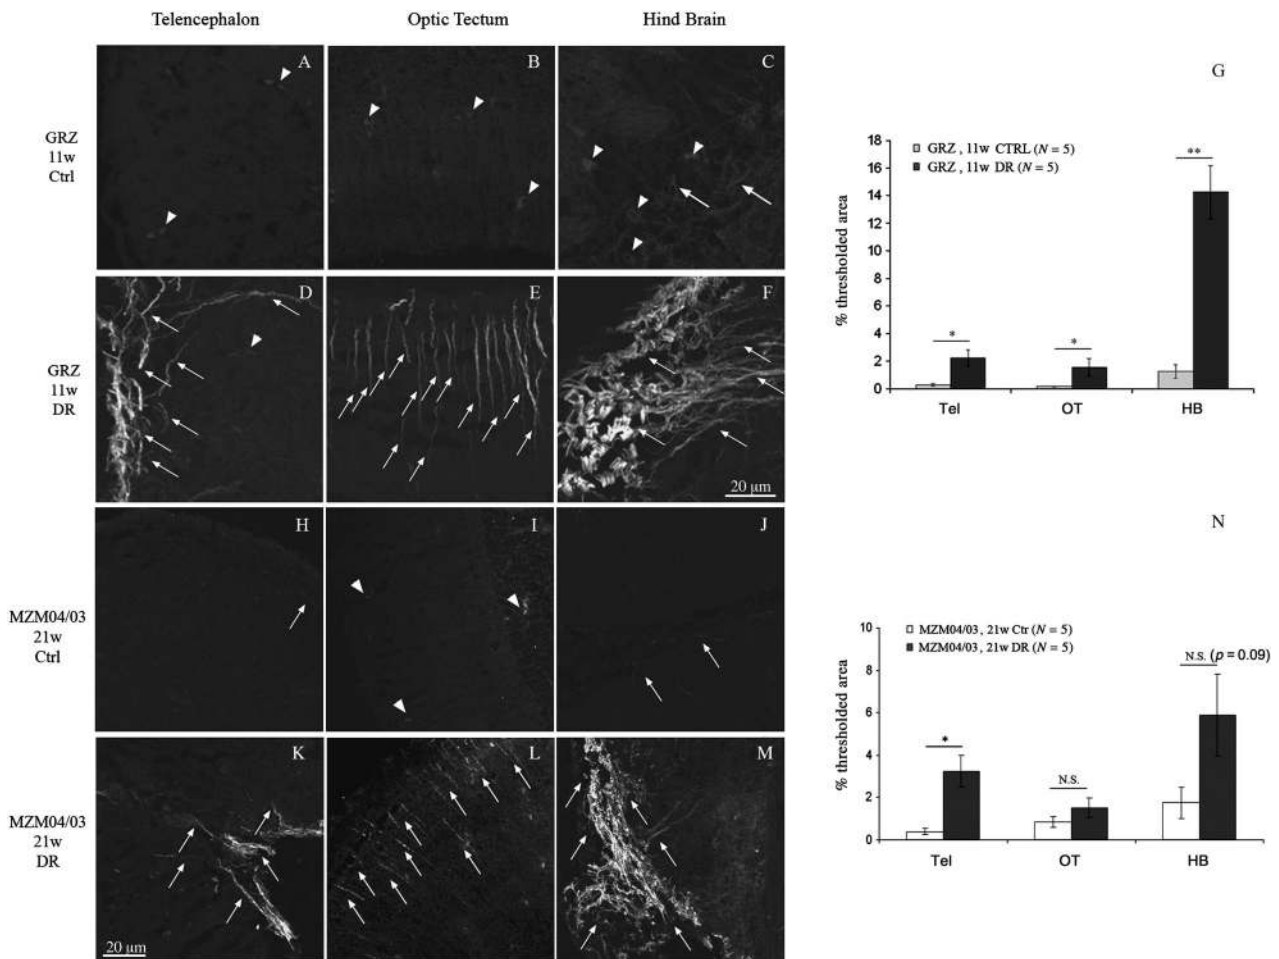 Telencephalon Optic Tectum Hind Brain
A B C
GRZ
11w
Ctrl
D E F
GRZ
11w
DR
20 µm
H I J
MZM04/03
21w
Ctrl
K L M
MZM04/03
21w
DR
20 µm
G
18
16
14
12
10
8
6
4
2
0
% thresholded area
GRZ , 11w CTRL (N = 5)
GRZ , 11w DR (N = 5)
* * **
Tel OT HB
N
10
8
6
4
2
0
% thresholded area
MZM04/03 , 21w Ctr (N = 5)
MZM04/03 , 21w DR (N = 5)
* N.S. N.S. (p = 0.09)
Tel OT HB